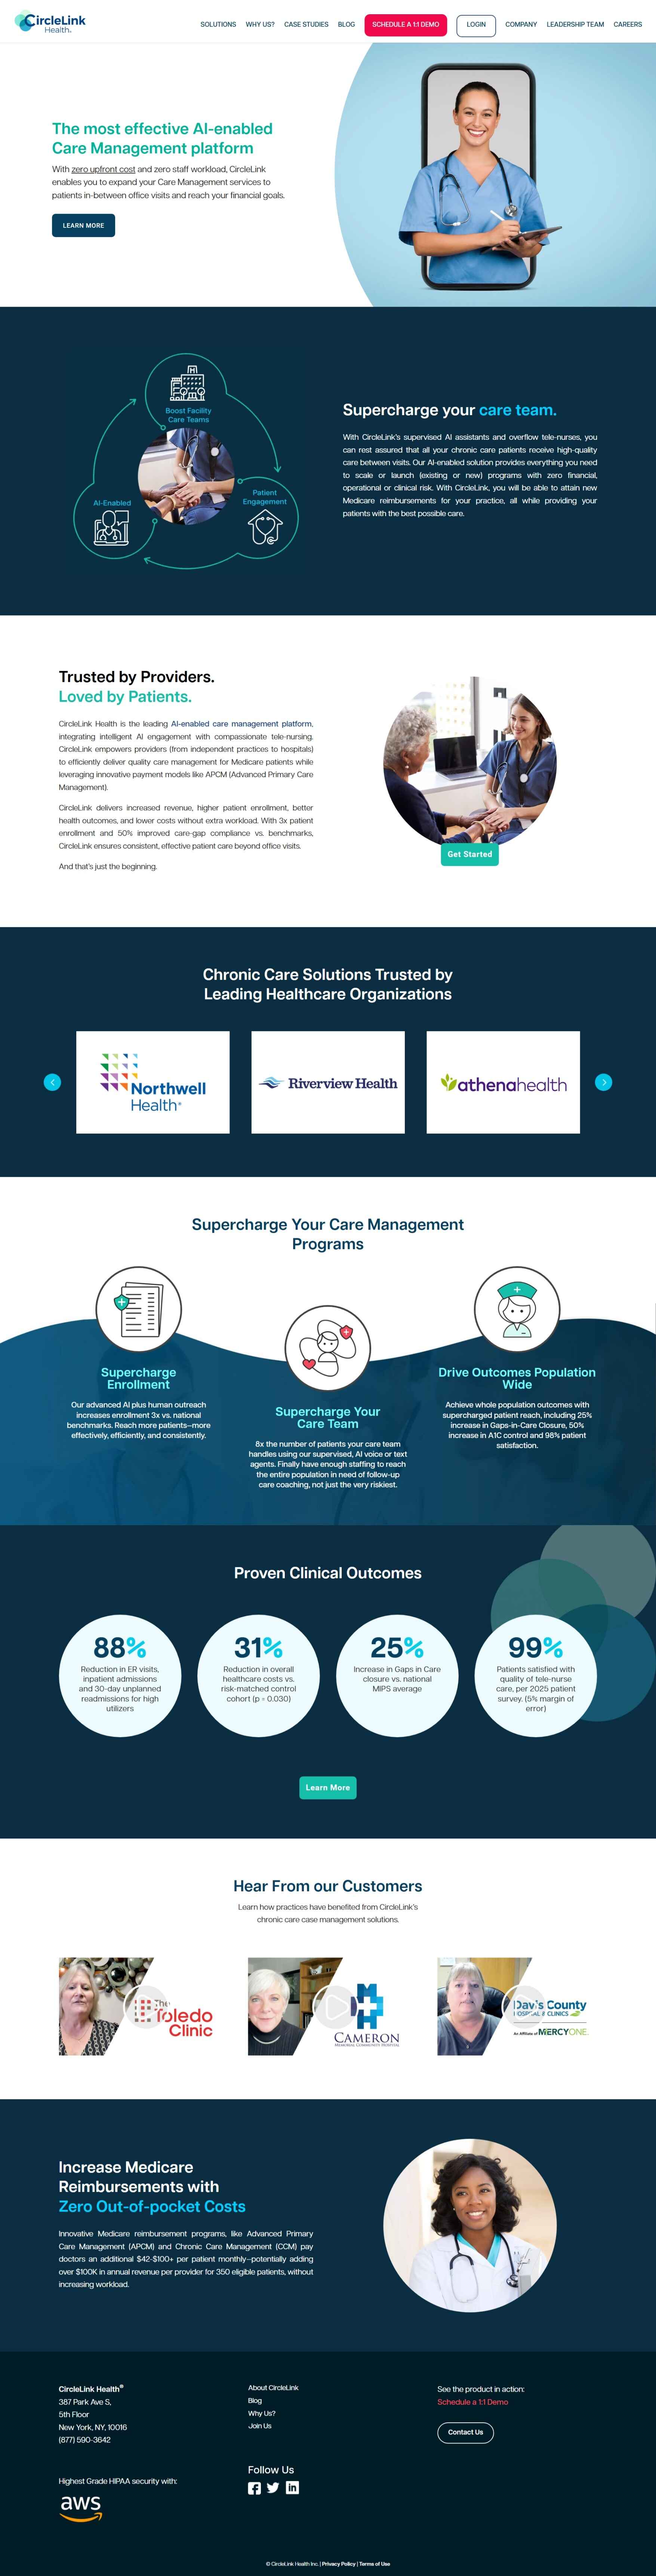 CircleLink
Health.
SOLUTIONS WHY US? CASE STUDIES BLOG SCHEDULE A 1:1 DEMO LOGIN COMPANY LEADERSHIP TEAM CAREERS
The most effective AI-enabled
Care Management platform
With zero upfront cost and zero staff workload, CircleLink
enables you to expand your Care Management services to
patients in-between office visits and reach your financial goals.
LEARN MORE
Boost Facility
Care Teams
AI-Enabled
Patient
Engagement
Supercharge your care team.
With CircleLink's supervised AI assistants and overflow tele-nurses, you
can rest assured that all your chronic care patients receive high-quality
care between visits. Our AI-enabled solution provides everything you need
to scale or launch (existing or new) programs with zero financial,
operational or clinical risk. With CircleLink, you will be able to attain new
Medicare reimbursements for your practice, all while providing your
patients with the best possible care.
Trusted by Providers.
Loved by Patients.
CircleLink Health is the leading AI-enabled care management platform,
integrating intelligent AI engagement with compassionate tele-nursing.
CircleLink empowers providers (from independent practices to hospitals)
to efficiently deliver quality care management for Medicare patients while
leveraging innovative payment models like APCM (Advanced Primary Care
Management).
CircleLink delivers increased revenue, higher patient enrollment, better
health outcomes, and lower costs without extra workload. With 3x patient
enrollment and 50% improved care-gap compliance vs. benchmarks,
CircleLink ensures consistent, effective patient care beyond office visits.
And that's just the beginning.
Get Started
Chronic Care Solutions Trusted by
Leading Healthcare Organizations
Northwell
Health®
Riverview Health
athenahealth
Supercharge Your Care Management
Programs
Supercharge
Enrollment
Our advanced AI plus human outreach
increases enrollment 3x vs. national
benchmarks. Reach more patients—more
effectively, efficiently, and consistently.
Supercharge Your
Care Team
8x the number of patients your care team
handles using our supervised, AI voice or text
agents. Finally have enough staffing to reach
the entire population in need of follow-up
care coaching, not just the very riskiest.
Drive Outcomes Population
Wide
Achieve whole population outcomes with
supercharged patient reach, including 25%
increase in Gaps-in-Care Closure, 50%
increase in A1C control and 98% patient
satisfaction.
Proven Clinical Outcomes
88%
Reduction in ER visits,
inpatient admissions
and 30-day unplanned
readmissions for high
utilizers
31%
Reduction in overall
healthcare costs vs.
risk-matched control
cohort (p = 0.030)
25%
Increase in Gaps in Care
closure vs. national
MIPS average
99%
Patients satisfied with
quality of tele-nurse
care, per 2025 patient
survey. (5% margin of
error)
Learn More
Hear From our Customers
Learn how practices have benefited from CircleLink's
chronic care case management solutions.
The
Toledo
Clinic
CAMERON
MEMORIAL COMMUNITY HOSPITAL
Davis County
HOSPITAL & CLINICS
An Affiliate of MERCYONE
Increase Medicare
Reimbursements with
Zero Out-of-pocket Costs
Innovative Medicare reimbursement programs, like Advanced Primary
Care Management (APCM) and Chronic Care Management (CCM) pay
doctors an additional $42-$100+ per patient monthly—potentially adding
over $100K in annual revenue per provider for 350 eligible patients, without
increasing workload.
CircleLink Health®
387 Park Ave S,
5th Floor
New York, NY, 10016
(877) 590-3642
Highest Grade HIPAA security with:
aws
About CircleLink
Blog
Why Us?
Join Us
Follow Us
See the product in action:
Schedule a 1:1 Demo
Contact Us
© CircleLink Health Inc. | Privacy Policy | Terms of Use